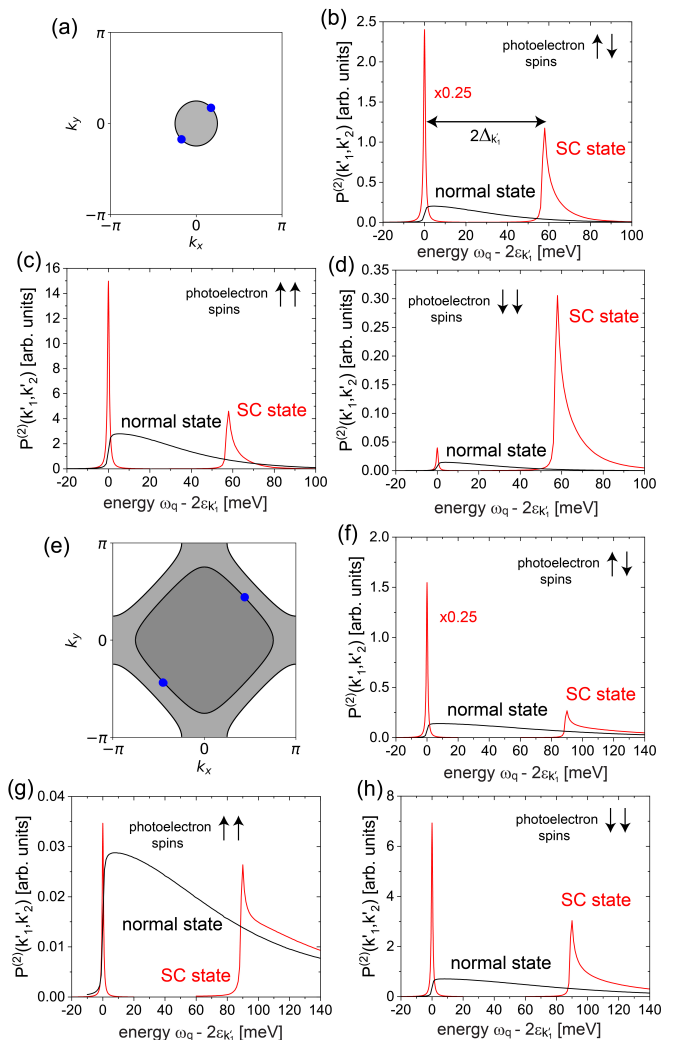 (a)
π
k_y
0
−π
−π
0
π
k_x
(b)
P^(2)(k'_1,k'_2) [arb. units]
2.5
2.0
1.5
1.0
0.5
0.0
photoelectron
spins
x0.25
2Δ_k'_1
SC state
normal state
-20 0 20 40 60 80 100
energy ω_q - 2ε_k'_1 [meV]
(c)
P^(2)(k'_1,k'_2) [arb. units]
16
14
12
10
8
6
4
2
0
photoelectron
spins
SC state
normal state
-20 0 20 40 60 80 100
energy ω_q - 2ε_k'_1 [meV]
(d)
P^(2)(k'_1,k'_2) [arb. units]
0.30
0.25
0.20
0.15
0.10
0.05
0.00
photoelectron
spins
SC state
normal state
-20 0 20 40 60 80 100
energy ω_q - 2ε_k'_1 [meV]
(e)
π
k_y
0
−π
−π
0
π
k_x
(f)
P^(2)(k'_1,k'_2) [arb. units]
2.0
1.5
1.0
0.5
0.0
photoelectron
spins
x0.25
normal state
SC state
-20 0 20 40 60 80 100 120 140
energy ω_q - 2ε_k'_1 [meV]
(g)
P^(2)(k'_1,k'_2) [arb. units]
0.04
0.03
0.02
0.01
0.00
photoelectron
spins
normal state
SC state
-20 0 20 40 60 80 100 120 140
energy ω_q - 2ε_k'_1 [meV]
(h)
P^(2)(k'_1,k'_2) [arb. units]
8
6
4
2
0
photoelectron
spins
SC state
normal state
-20 0 20 40 60 80 100 120 140
energy ω_q - 2ε_k'_1 [meV]